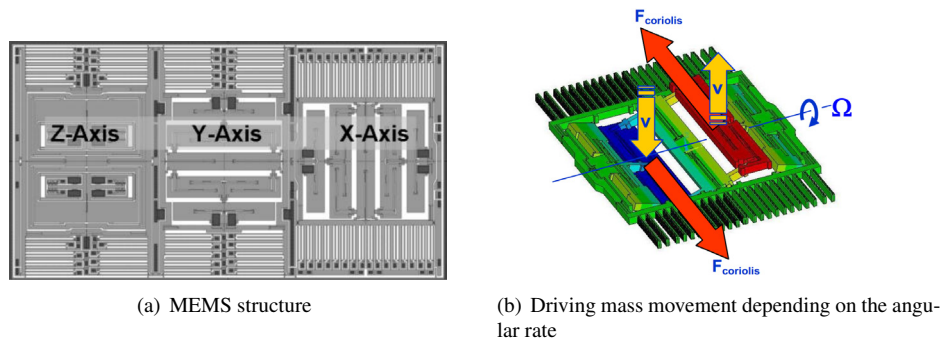 Z-Axis Y-Axis X-Axis
F coriolis
v
v
Ω
F coriolis
(a) MEMS structure
(b) Driving mass movement depending on the angu-
lar rate